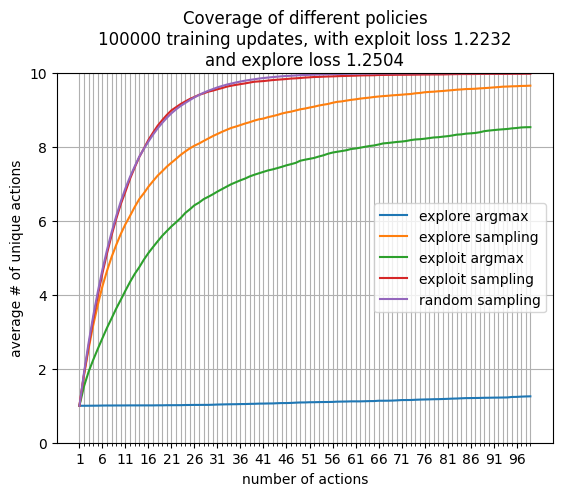 Coverage of different policies
100000 training updates, with exploit loss 1.2232
and explore loss 1.2504
10
8
6
4
2
0
average # of unique actions
explore argmax
explore sampling
exploit argmax
exploit sampling
random sampling
1 6 11 16 21 26 31 36 41 46 51 56 61 66 71 76 81 86 91 96
number of actions